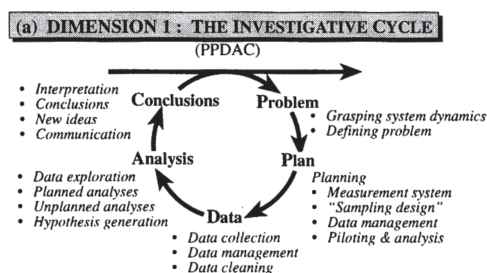 (a) DIMENSION 1 : THE INVESTIGATIVE CYCLE
(PPDAC)
• Interpretation
• Conclusions
• New ideas
• Communication
Conclusions
Problem
• Grasping system dynamics
• Defining problem
Analysis
Plan
• Data exploration
• Planned analyses
• Unplanned analyses
• Hypothesis generation
Planning
• Measurement system
• "Sampling design"
• Data management
• Piloting & analysis
Data
• Data collection
• Data management
• Data cleaning